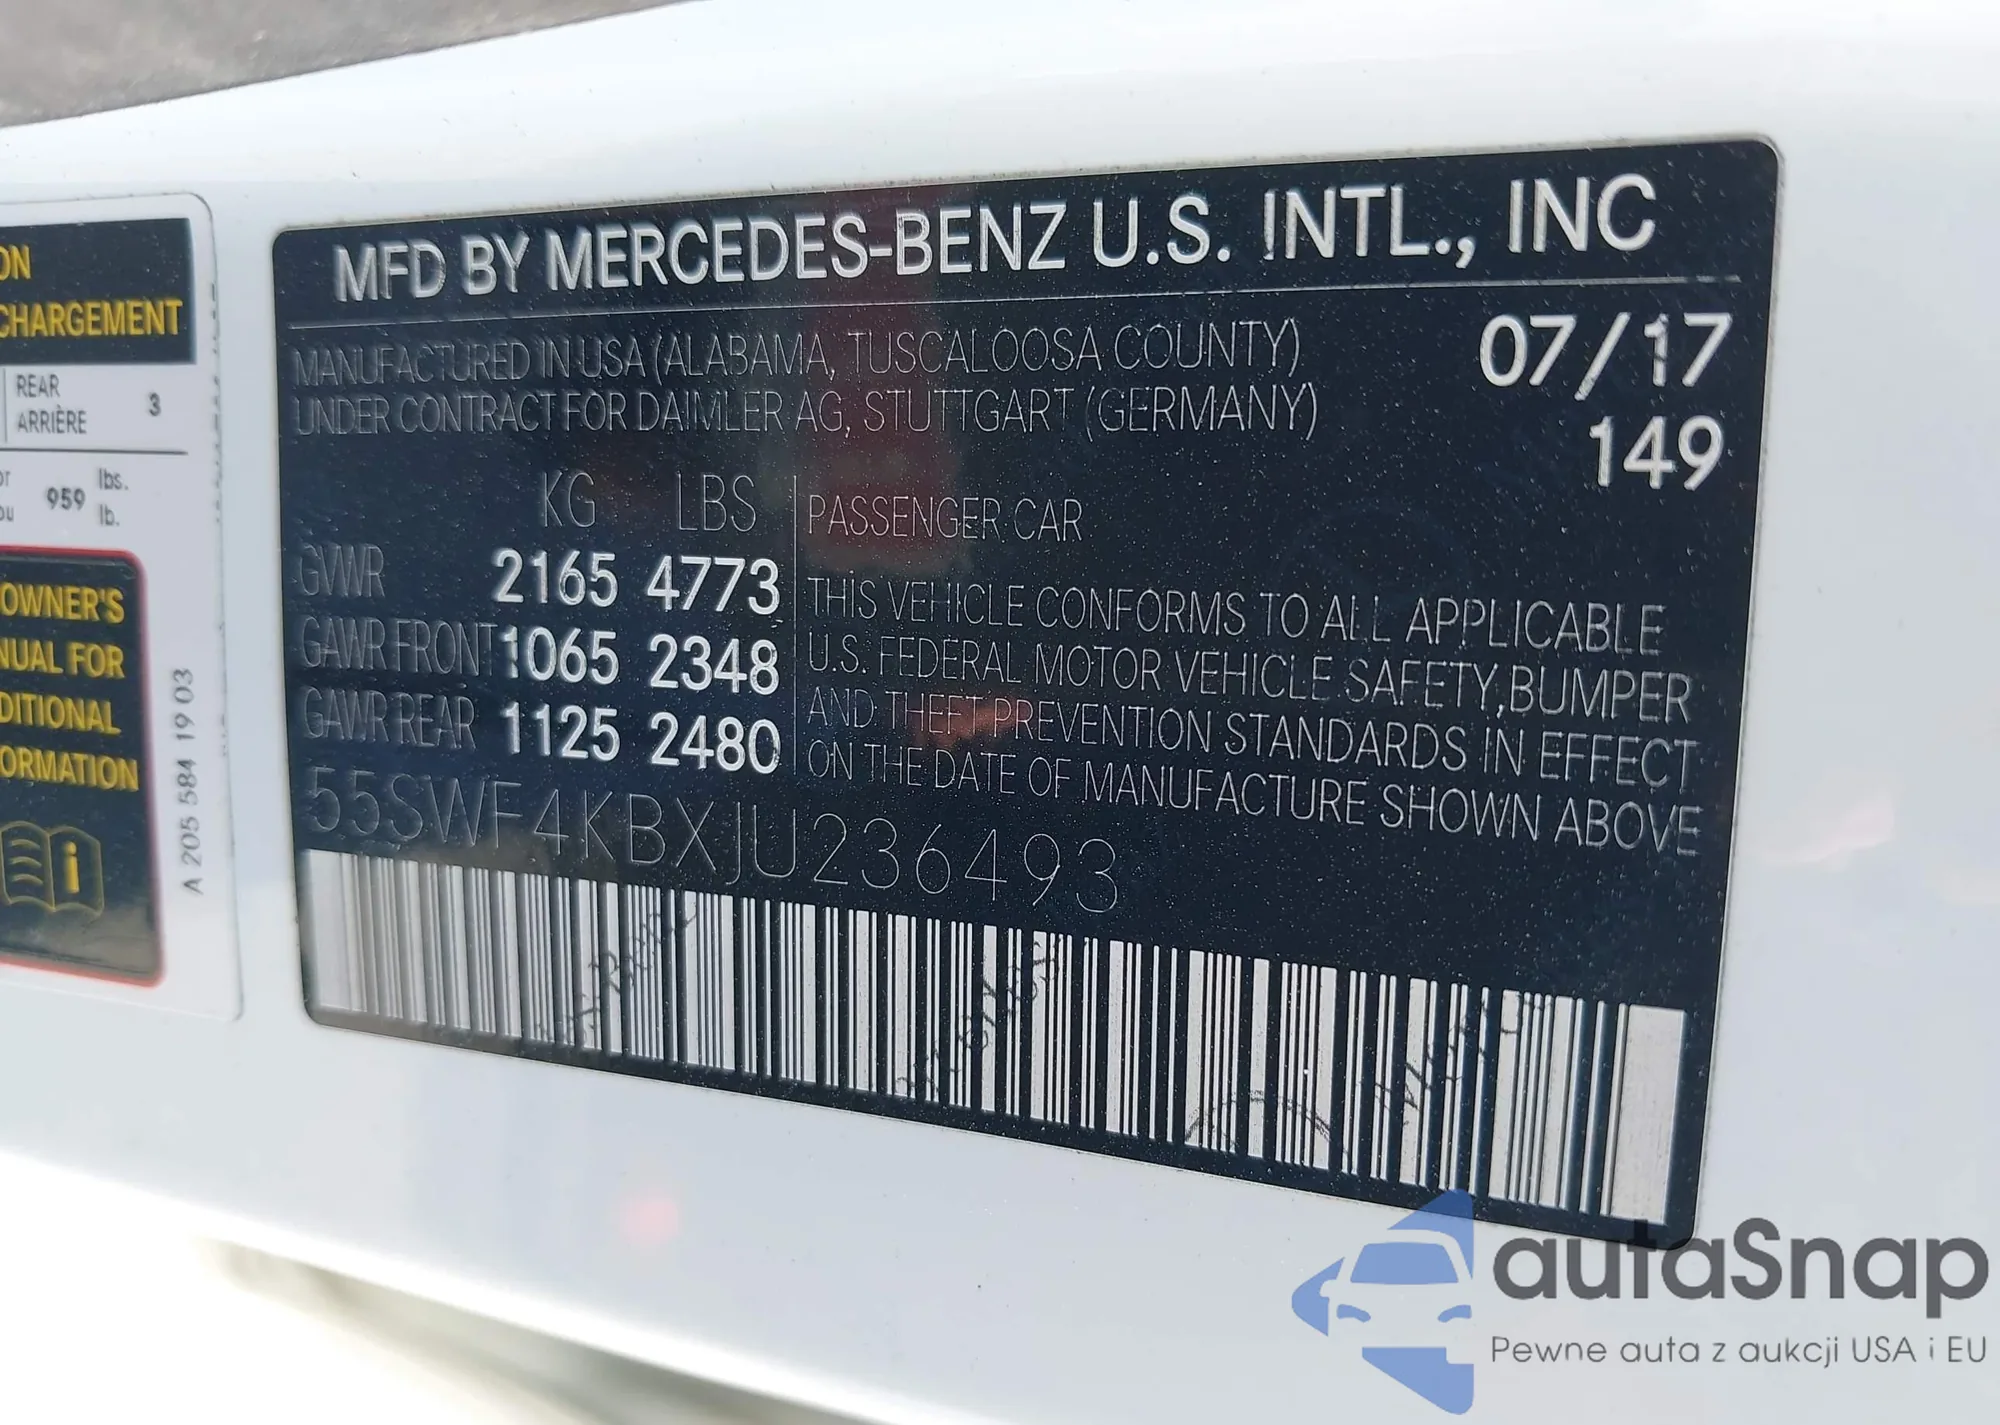 ON
CHARGEMENT
REAR
ARRIÈRE 3
959 lbs.
lb.
OWNER'S
NUAL FOR
DITIONAL
FORMATION
A 205 584 19 03
MFD BY MERCEDES-BENZ U.S. INTL., INC
MANUFACTURED IN USA (ALABAMA, TUSCALOOSA COUNTY) 07/17
UNDER CONTRACT FOR DAIMLER AG, STUTTGART (GERMANY) 149
KG LBS
GVWR 2165 4773
GAWR FRONT 1065 2348
GAWR REAR 1125 2480
PASSENGER CAR
THIS VEHICLE CONFORMS TO ALL APPLICABLE
U.S. FEDERAL MOTOR VEHICLE SAFETY, BUMPER
AND THEFT PREVENTION STANDARDS IN EFFECT
ON THE DATE OF MANUFACTURE SHOWN ABOVE
55SWF4KBXJU236493
autaSnap
Pewne auta z aukcji USA i EU